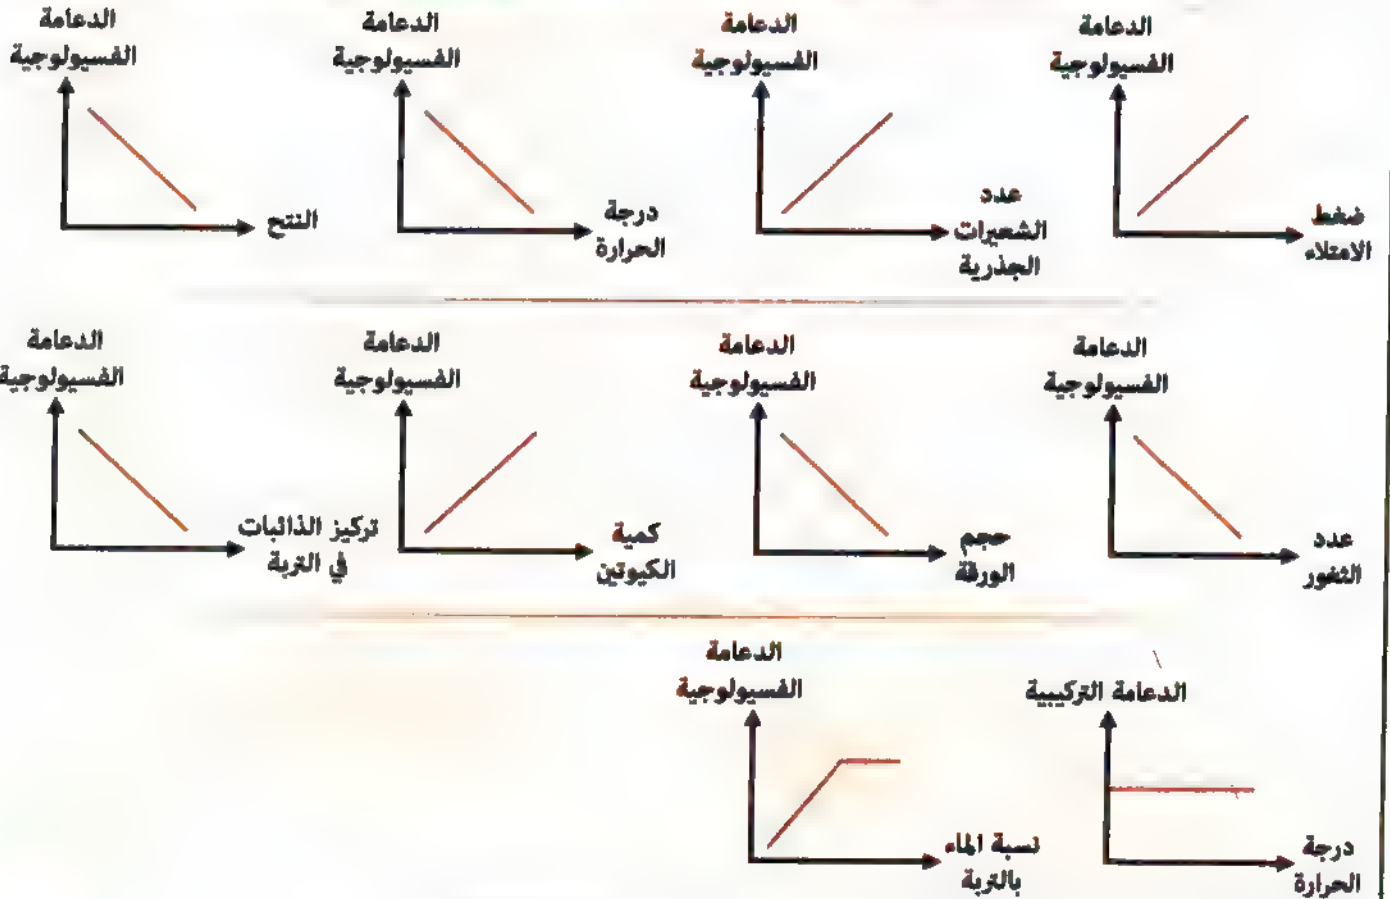 الدعامة
الفسيولوجية
ضغط
الامتلاء
الدعامة
الفسيولوجية
عدد
الشعيرات
الجذرية
الدعامة
الفسيولوجية
درجة
الحرارة
الدعامة
الفسيولوجية
النتح
الدعامة
الفسيولوجية
عدد
الثغور
الدعامة
الفسيولوجية
حجم
الورقة
الدعامة
الفسيولوجية
كمية
الكيوتين
الدعامة
الفسيولوجية
تركيز الذائبات
في التربة
الدعامة التركيبية
درجة
الحرارة
الدعامة
الفسيولوجية
نسبة الماء
بالتربة